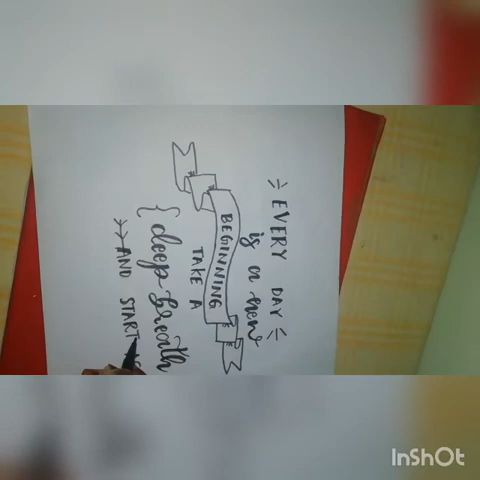 EVERY DAY
is a new
BEGINNING
TAKE A
deep breath
AND START
InShOt